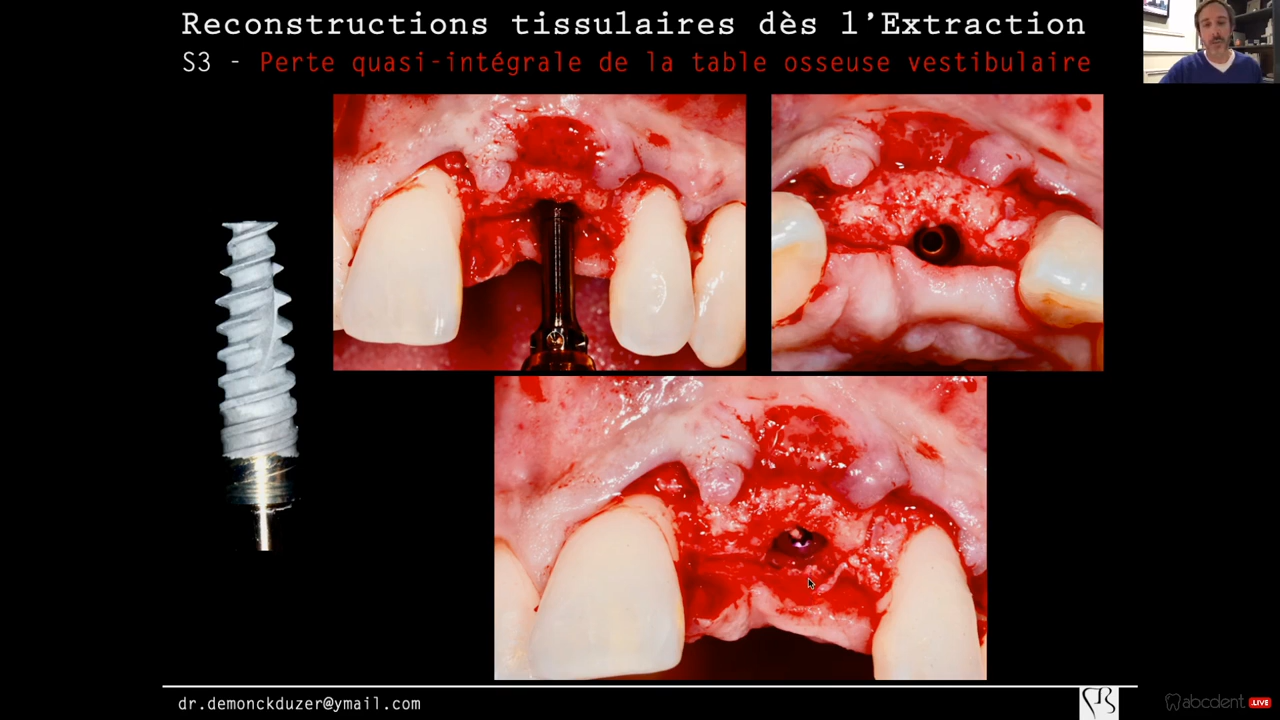 Reconstructions tissulaires dès l'Extraction
S3 - Perte quasi-intégrale de la table osseuse vestibulaire
dr.demonckduzer@ymail.com
abcdent LIVE